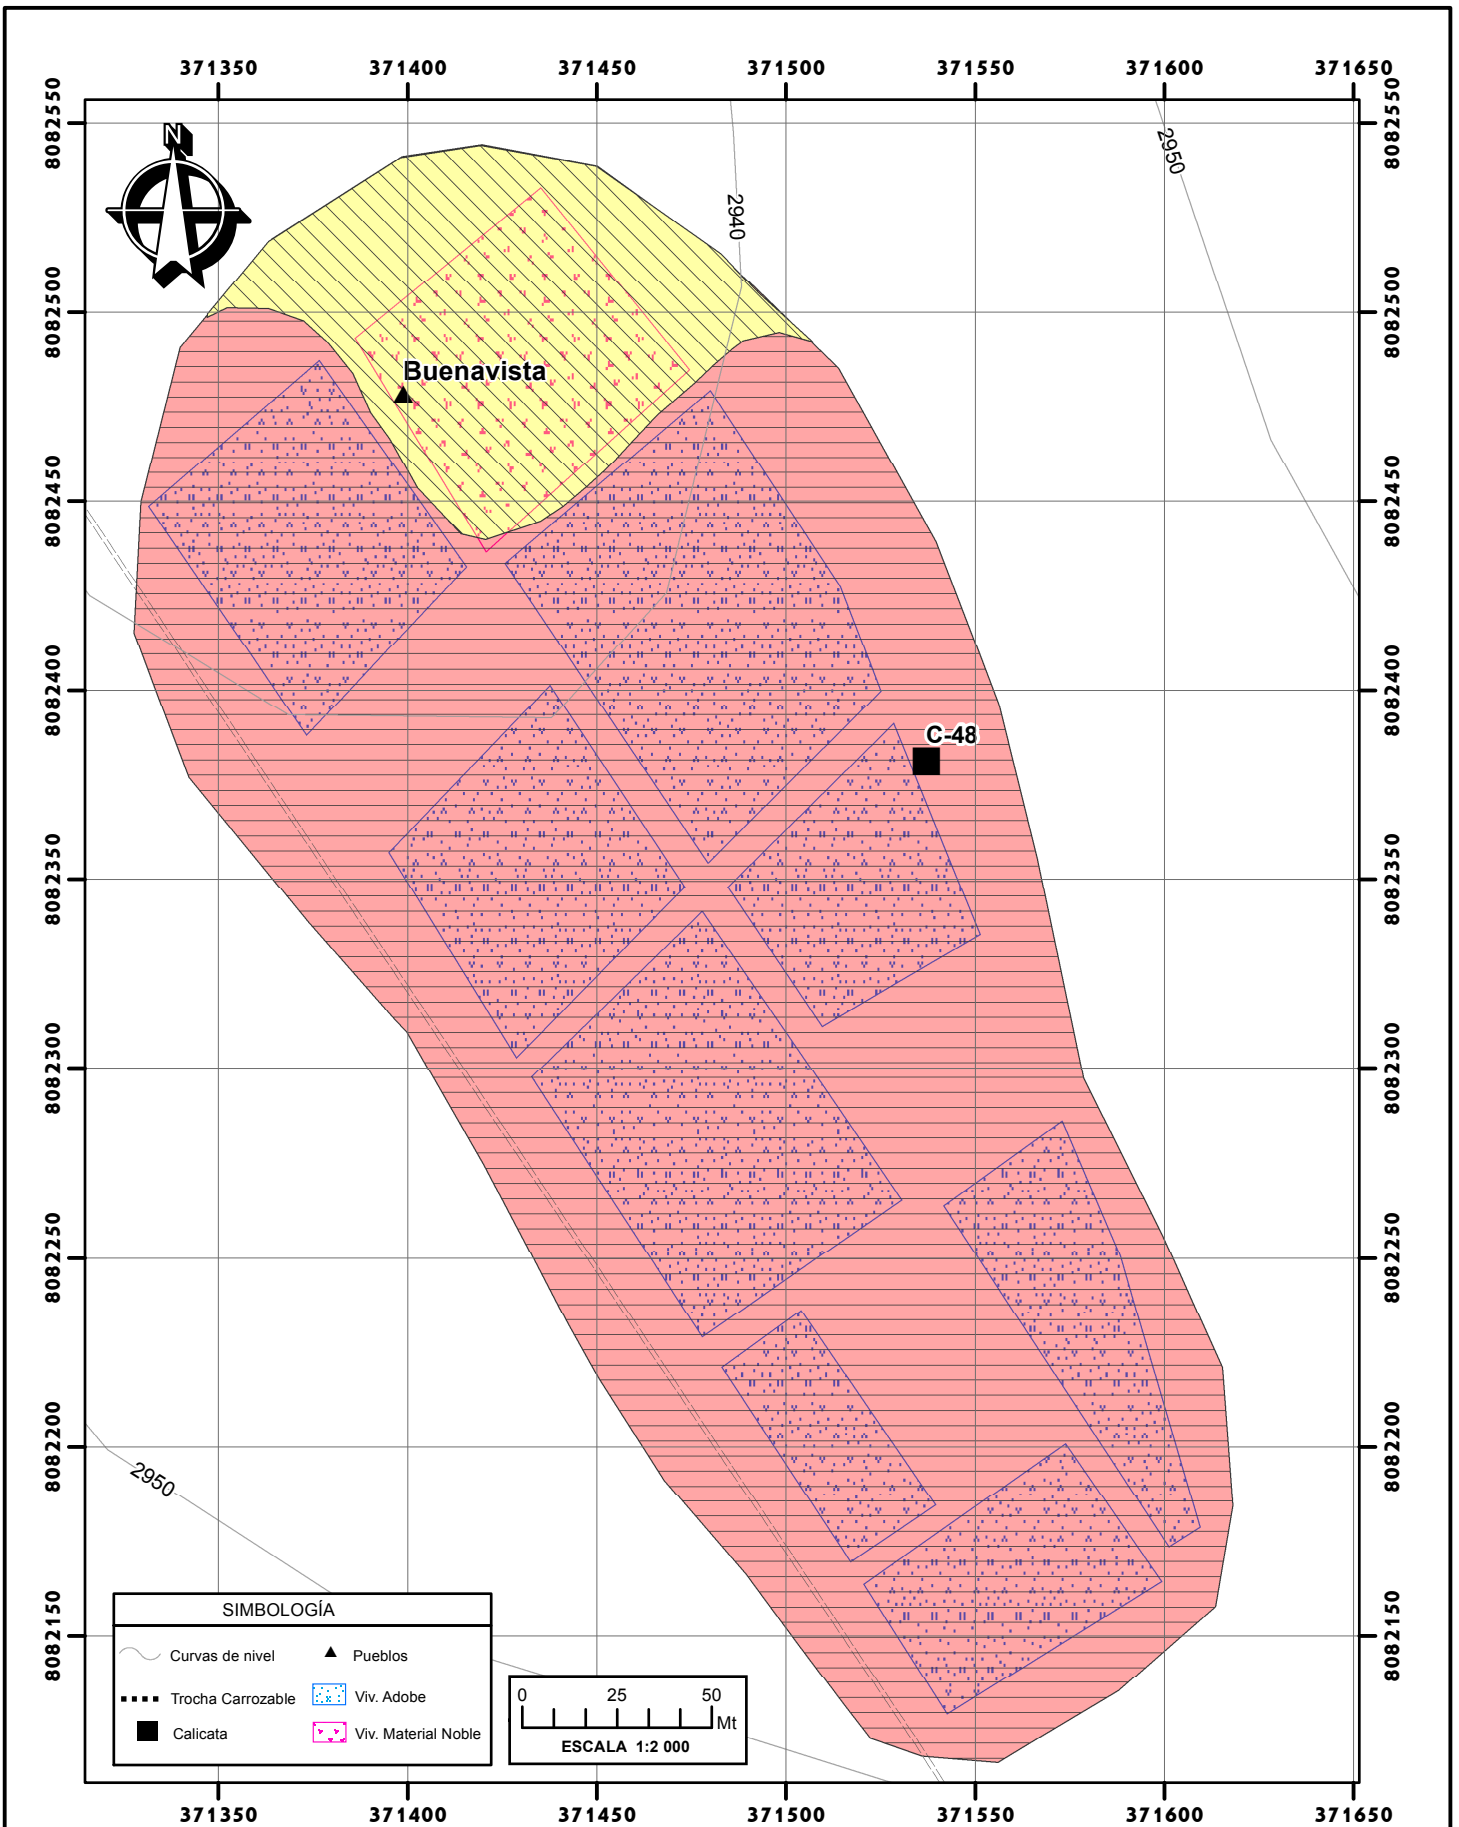 371350 371400 371450 371500 371550 371600 371650
8082550 8082550
N
2950
2940
8082500 8082500
Buenavista
8082450 8082450
8082400 8082400
C-48
8082350 8082350
8082300 8082300
8082250 8082250
8082200 8082200
2950
8082150 8082150
SIMBOLOGÍA
Curvas de nivel Pueblos
Trocha Carrozable Viv. Adobe
Calicata Viv. Material Noble
0 25 50
Mt
ESCALA 1:2 000
371350 371400 371450 371500 371550 371600 371650